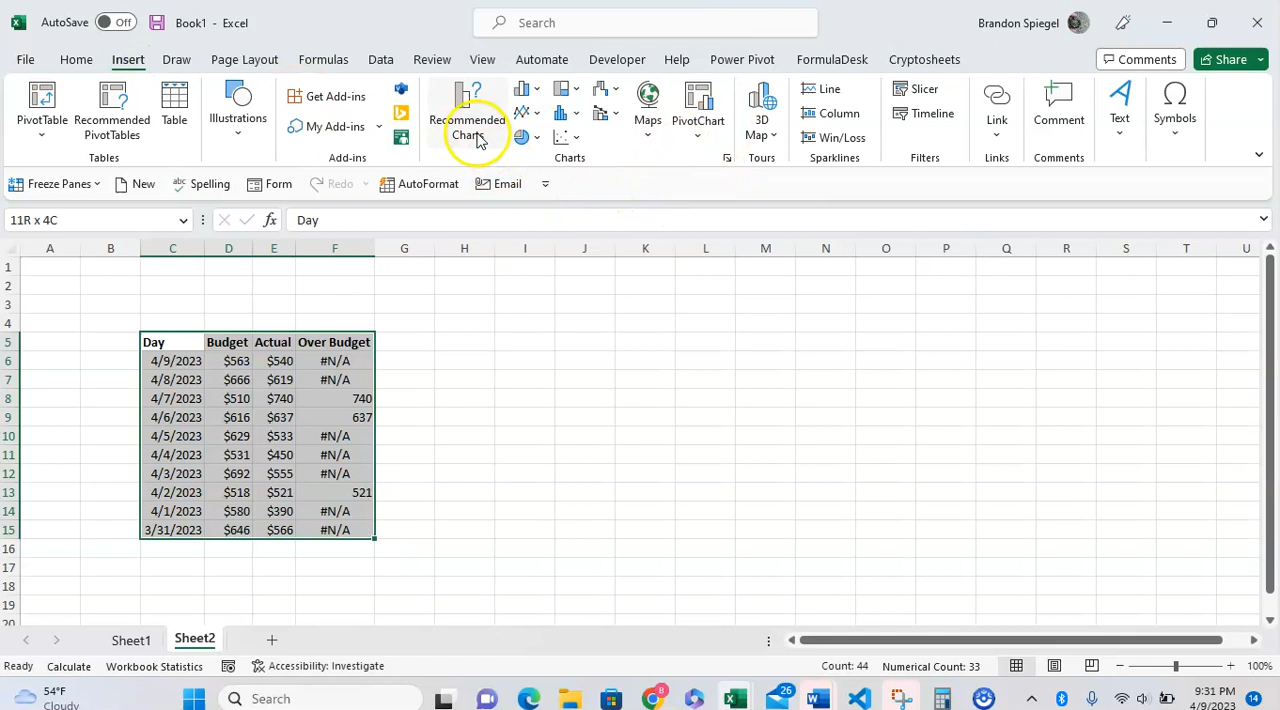 AutoSave Off Book1 - Excel Search Brandon Spiegel
File Home Insert Draw Page Layout Formulas Data Review View Automate Developer Help Power Pivot FormulaDesk Cryptosheets Comments Share
PivotTable Recommended PivotTables Table Illustrations Get Add-ins My Add-ins Recommended Charts Maps PivotChart 3D Map Line Column Win/Loss Slicer Timeline Link Comment Text Symbols
Tables Add-ins Charts Tours Sparklines Filters Links Comments
Freeze Panes New abc Spelling Form Redo AutoFormat Email
11R x 4C fx Day
A B C D E F G H I J K L M N O P Q R S T U
1
2
3
4
5 Day Budget Actual Over Budget
6 4/9/2023 $563 $540 #N/A
7 4/8/2023 $666 $619 #N/A
8 4/7/2023 $510 $740 740
9 4/6/2023 $616 $637 637
10 4/5/2023 $629 $533 #N/A
11 4/4/2023 $531 $450 #N/A
12 4/3/2023 $692 $555 #N/A
13 4/2/2023 $518 $521 521
14 4/1/2023 $580 $390 #N/A
15 3/31/2023 $646 $566 #N/A
16
17
18
19
20
Sheet1 Sheet2
Ready Calculate Workbook Statistics Accessibility: Investigate Count: 44 Numerical Count: 33 100%
54°F 9:31 PM
Cloudy Search 8 26 4/9/2023 14